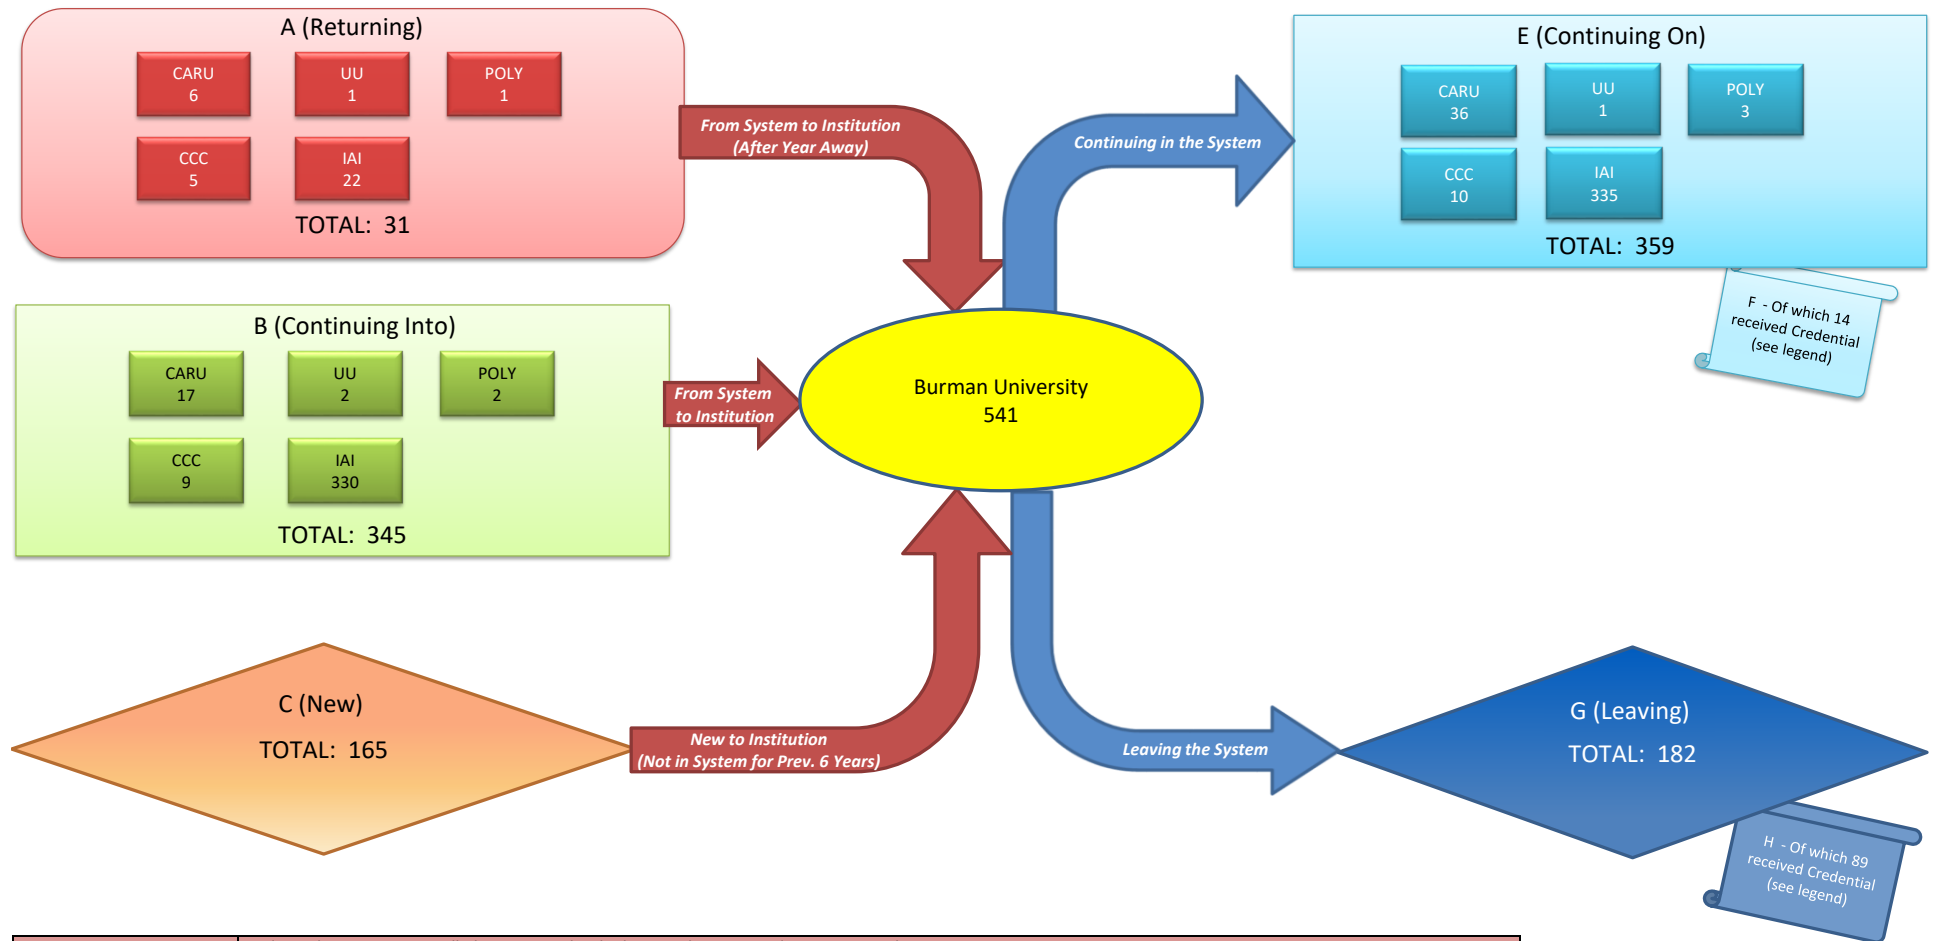 A (Returning)
CARU
6
UU
1
POLY
1
CCC
5
IAI
22
TOTAL: 31
From System to Institution
(After Year Away)
B (Continuing Into)
CARU
17
UU
2
POLY
2
CCC
9
IAI
330
TOTAL: 345
From System
to Institution
C (New)
TOTAL: 165
New to Institution
(Not in System for Prev. 6 Years)
Burman University
541
Continuing in the System
E (Continuing On)
CARU
36
UU
1
POLY
3
CCC
10
IAI
335
TOTAL: 359
F - Of which 14
received Credential
(see legend)
Leaving the System
G (Leaving)
TOTAL: 182
H - Of which 89
received Credential
(see legend)